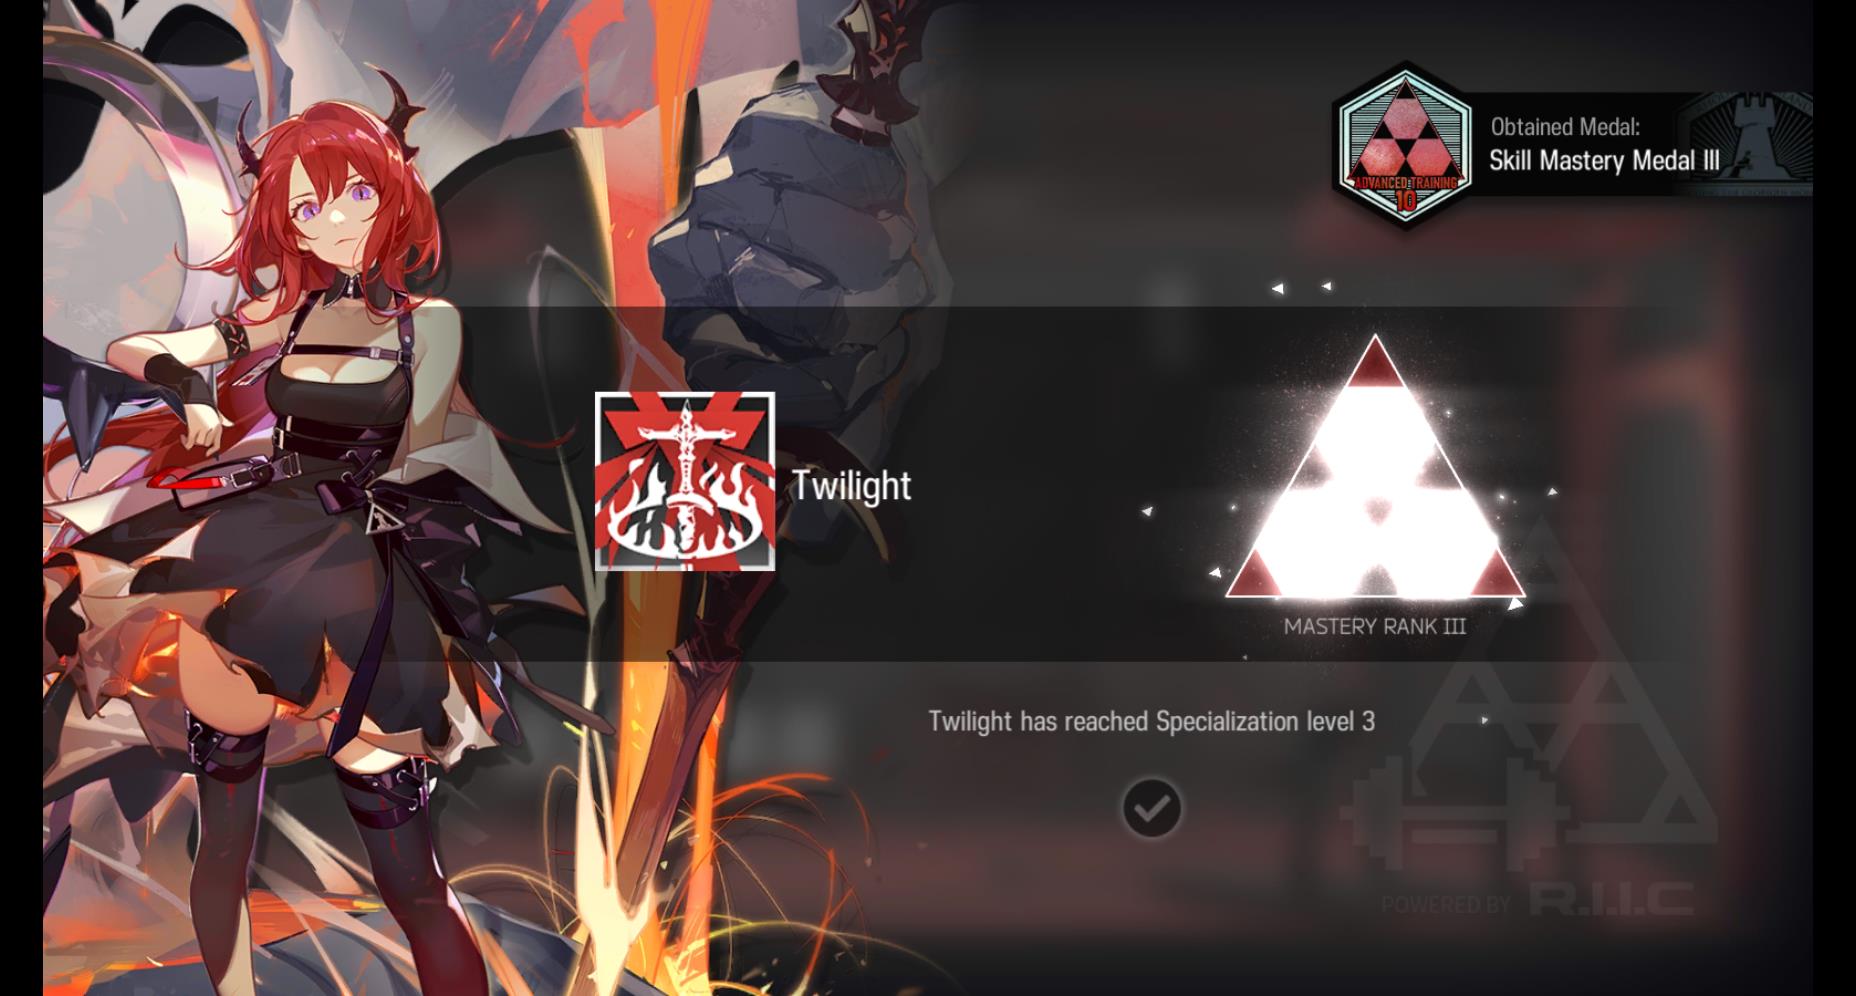 Obtained Medal:
Skill Mastery Medal III
ADVANCED TRAINING
10
Twilight
MASTERY RANK III
Twilight has reached Specialization level 3
POWERED BY R.I.I.C